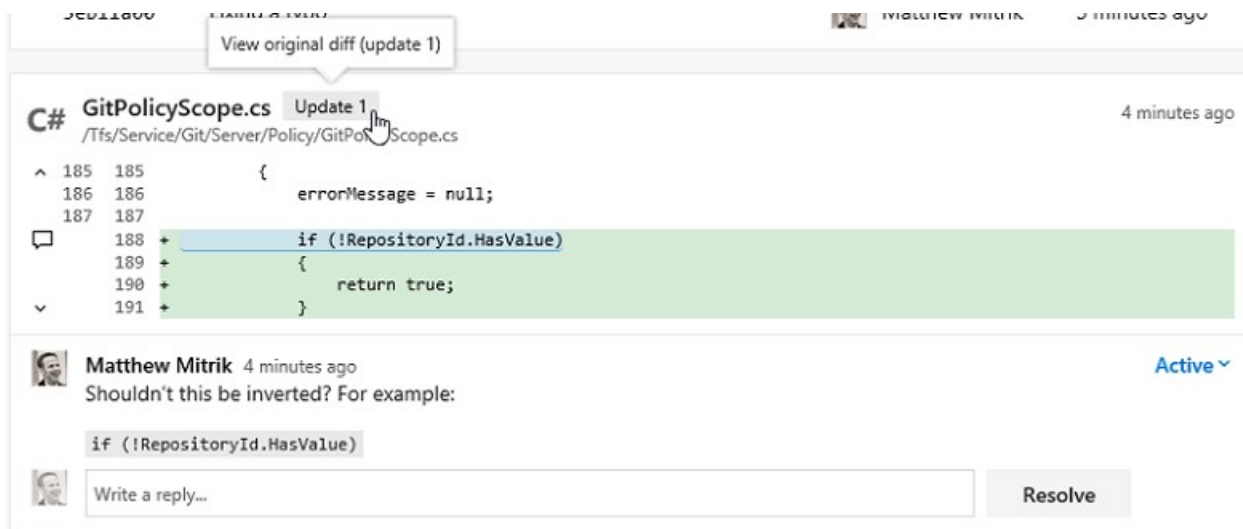 View original diff (update 1)
C# GitPolicyScope.cs Update 1 4 minutes ago
/Tfs/Service/Git/Server/Policy/GitPo Scope.cs
185 185 {
186 186 errorMessage = null;
187 187
188 + if (!RepositoryId.HasValue)
189 + {
190 + return true;
191 + }
Matthew Mitrik 4 minutes ago Active
Shouldn't this be inverted? For example:
if (!RepositoryId.HasValue)
Write a reply... Resolve